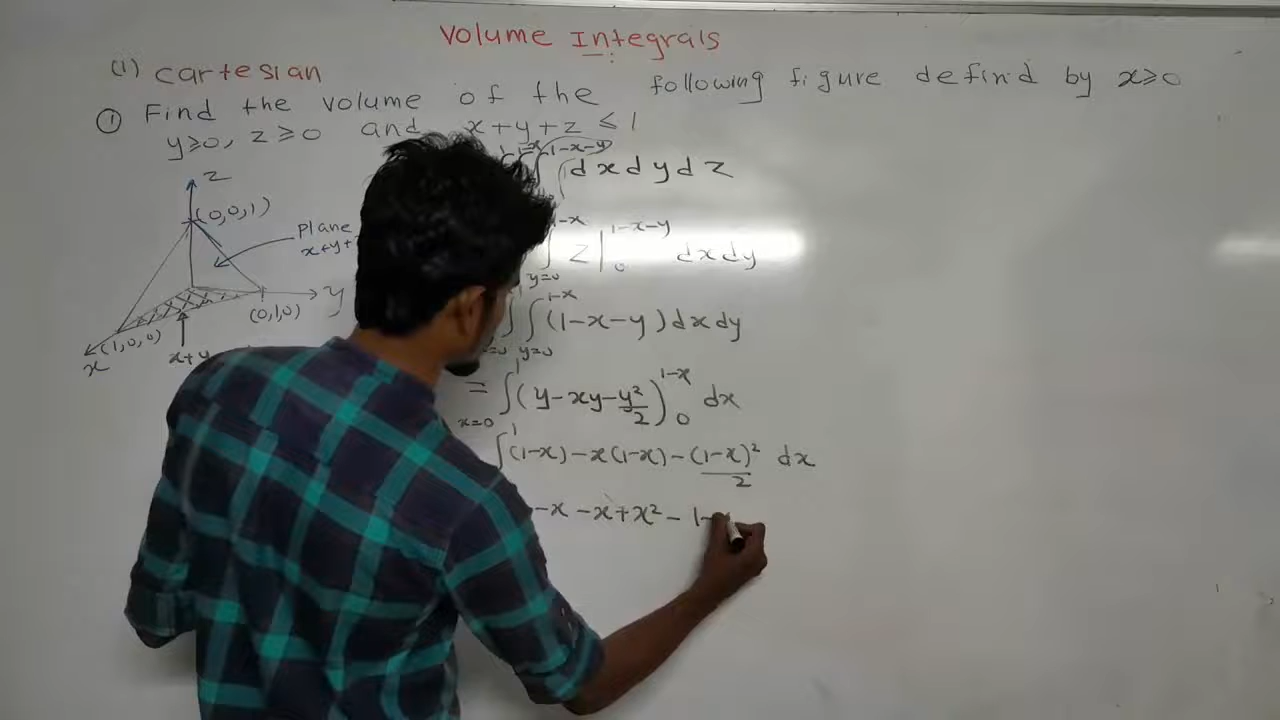 Volume Integrals
(1) cartesian
① Find the volume of the following figure defind by x≥0
y≥0, z≥0 and x+y+z ≤ 1
1-x 1-x-y
∫ ∫ dx dy dz
z
(0,0,1)
plane
x+y+
y
(0,1,0)
(1,0,0)
x
x+y
1-x
∫ z | 1-x-y 0 dx dy
y=0
∫ ∫ 1-x (1-x-y) dx dy
y=0
= ∫ 1 (y-xy-y²/2) 1-x 0 dx
x=0
∫ 1 (1-x)-x(1-x)-(1-x)²/2 dx
-x -x+x² - 1-